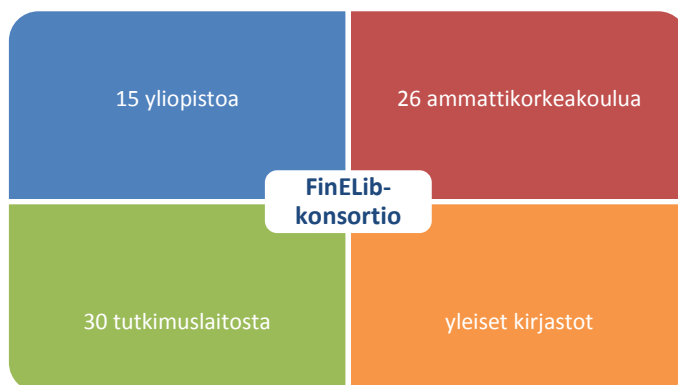 15 yliopistoa
26 ammattikorkeakoulua
FinELib-
konsortio
30 tutkimuslaitosta
yleiset kirjastot